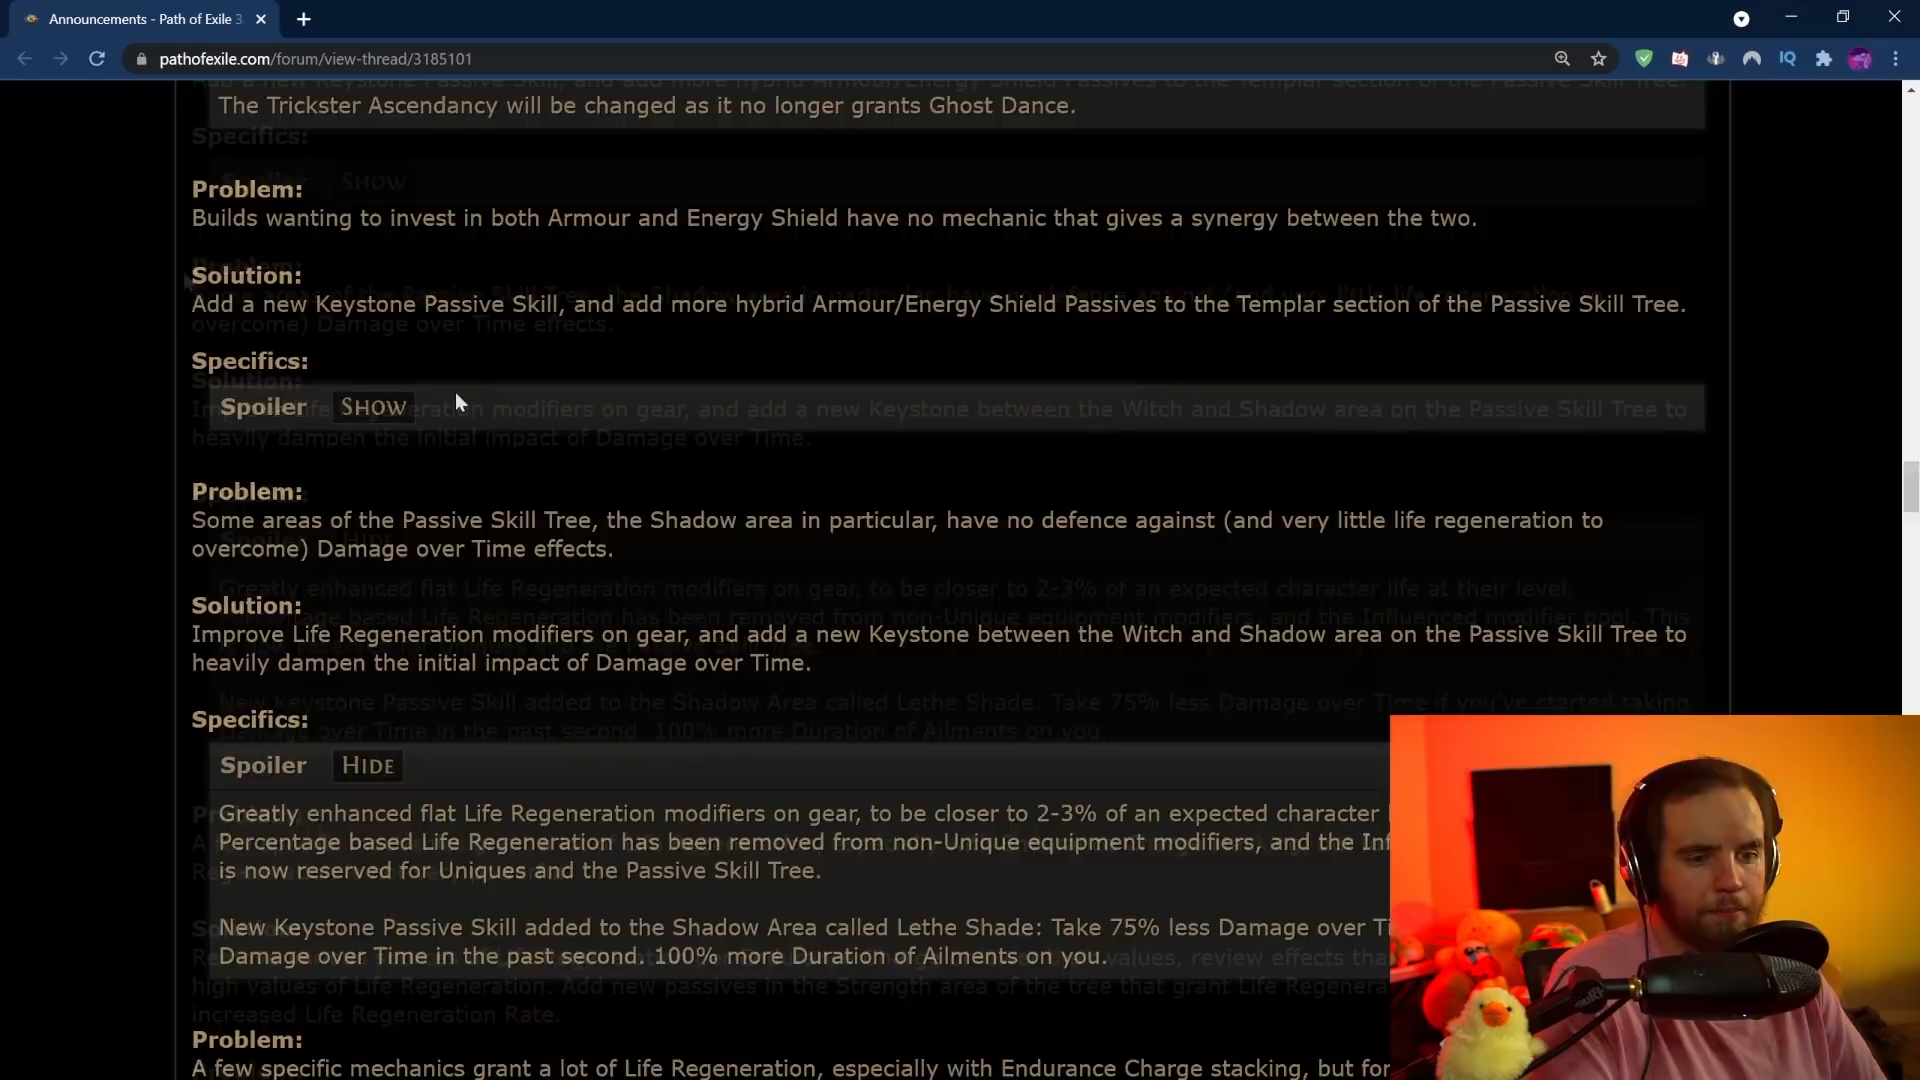 Announcements - Path of Exile 3
pathofexile.com/forum/view-thread/3185101
The Trickster Ascendancy will be changed as it no longer grants Ghost Dance.
Problem:
Builds wanting to invest in both Armour and Energy Shield have no mechanic that gives a synergy between the two.
Solution:
Add a new Keystone Passive Skill, and add more hybrid Armour/Energy Shield Passives to the Templar section of the Passive Skill Tree.
Specifics:
Spoiler SHOW
Problem:
Some areas of the Passive Skill Tree, the Shadow area in particular, have no defence against (and very little life regeneration to
overcome) Damage over Time effects.
Solution:
Improve Life Regeneration modifiers on gear, and add a new Keystone between the Witch and Shadow area on the Passive Skill Tree to
heavily dampen the initial impact of Damage over Time.
Specifics:
Spoiler HIDE
Greatly enhanced flat Life Regeneration modifiers on gear, to be closer to 2-3% of an expected character
Percentage based Life Regeneration has been removed from non-Unique equipment modifiers, and the Inf
is now reserved for Uniques and the Passive Skill Tree.
New Keystone Passive Skill added to the Shadow Area called Lethe Shade: Take 75% less Damage over Ti
Damage over Time in the past second. 100% more Duration of Ailments on you.
Problem:
A few specific mechanics grant a lot of Life Regeneration, especially with Endurance Charge stacking, but for